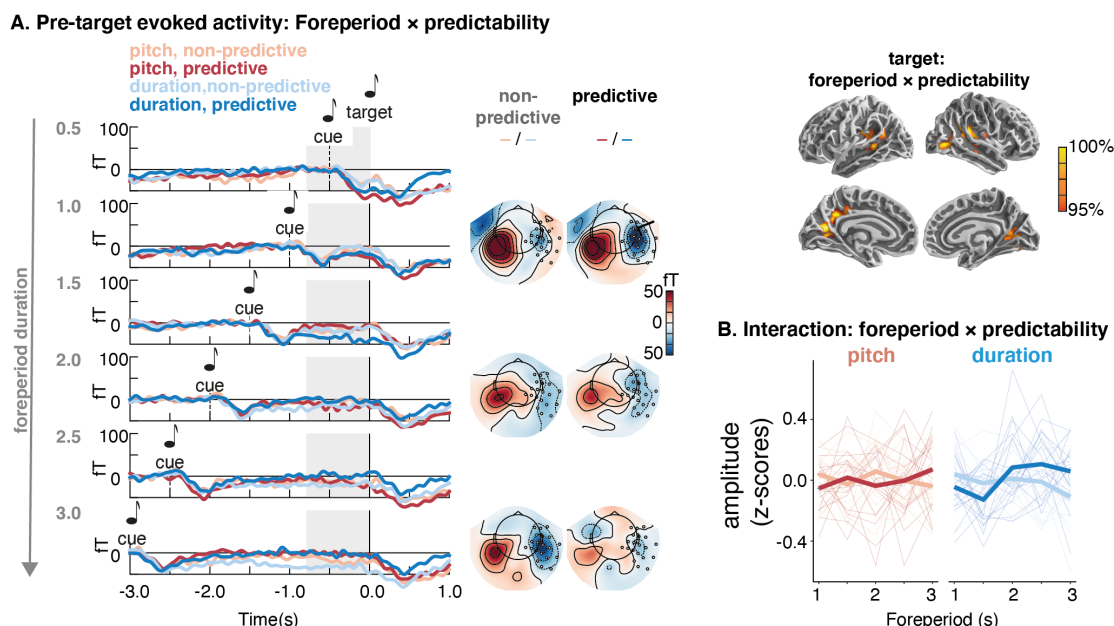 A. Pre-target evoked activity: Foreperiod × predictability
pitch, non-predictive
pitch, predictive
duration,non-predictive
duration, predictive
target
cue
non-
predictive
- / -
predictive
- / -
foreperiod duration
0.5
100
0
fT
1.0
100
0
fT
cue
1.5
100
0
fT
cue
2.0
100
0
fT
cue
2.5
100
0
fT
cue
3.0
100
0
fT
cue
-3.0
-2.0
-1.0
0.0
1.0
Time(s)
fT
50
0
50
target:
foreperiod × predictability
100%
95%
B. Interaction: foreperiod × predictability
pitch
duration
amplitude
(z-scores)
0.4
0.0
-0.4
1 2 3
1 2 3
Foreperiod (s)